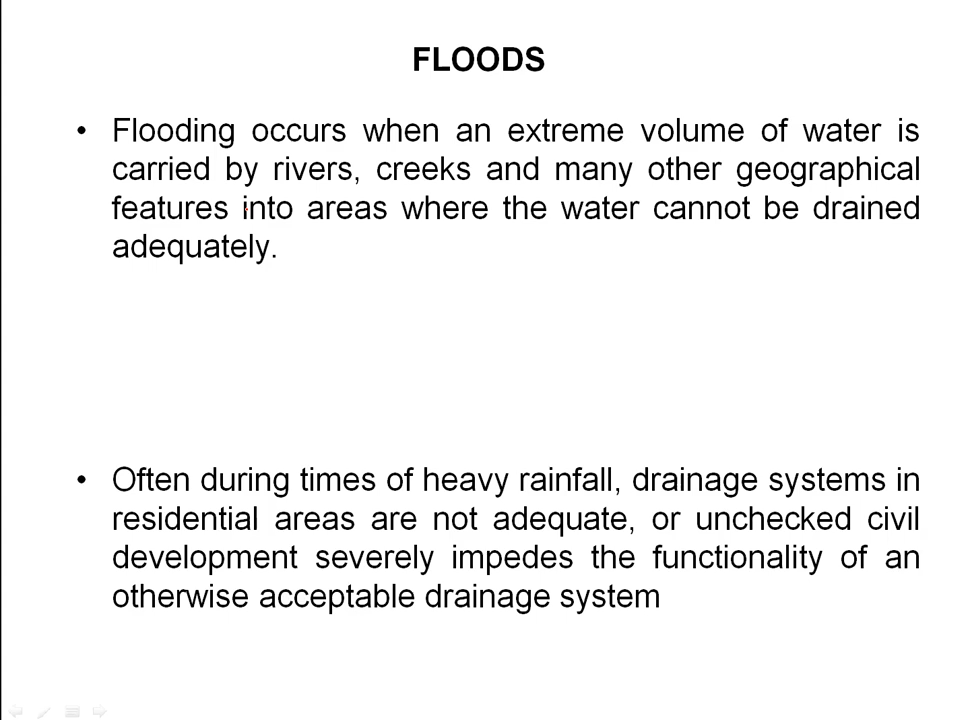 FLOODS
• Flooding occurs when an extreme volume of water is
carried by rivers, creeks and many other geographical
features into areas where the water cannot be drained
adequately.
• Often during times of heavy rainfall, drainage systems in
residential areas are not adequate, or unchecked civil
development severely impedes the functionality of an
otherwise acceptable drainage system